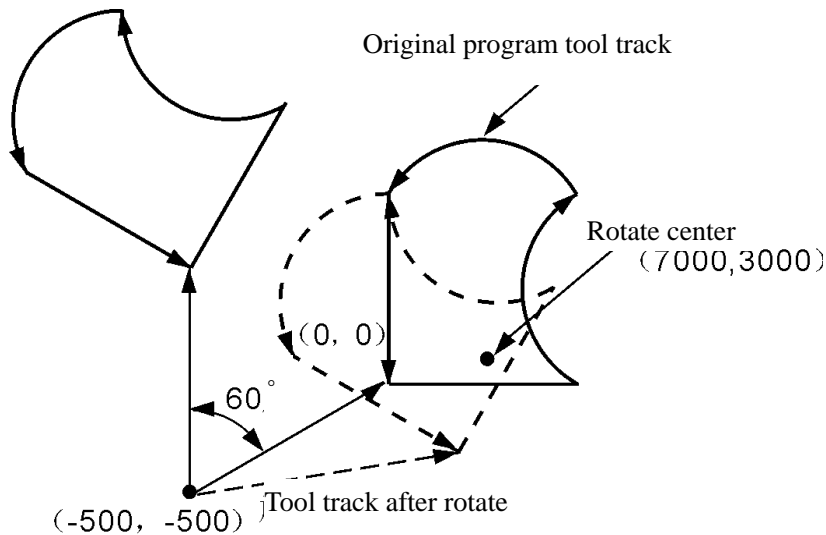 Original program tool track
Rotate center
(7000,3000)
(0, 0)
60°
Tool track after rotate
(-500, -500)